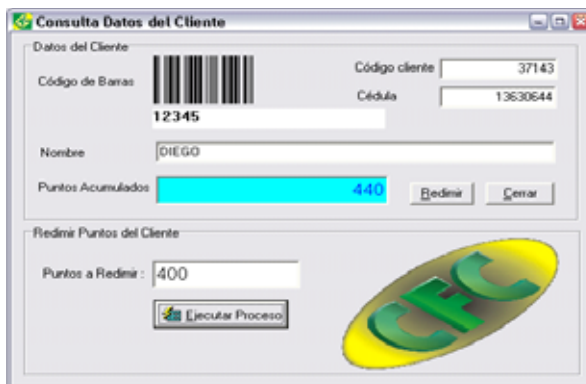 Consulta Datos del Cliente
Datos del Cliente
Código de Barras
12345
Código cliente 37143
Cédula 13630644
Nombre DIEGO
Puntos Acumulados 440 Redimir Cerrar
Redimir Puntos del Cliente
Puntos a Redimir : 400
Ejecutar Proceso
CFC